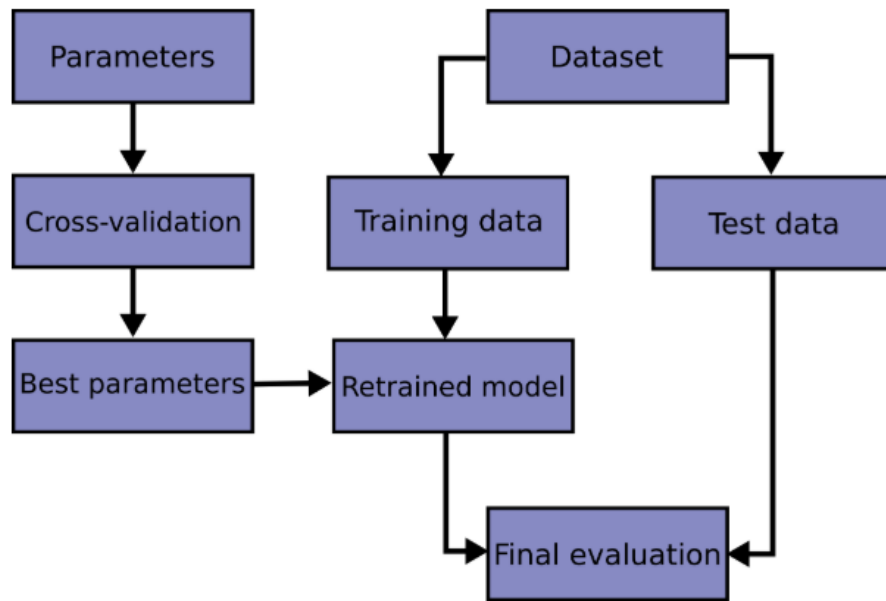 Parameters
Dataset
Cross-validation
Training data
Test data
Best parameters
Retrained model
Final evaluation